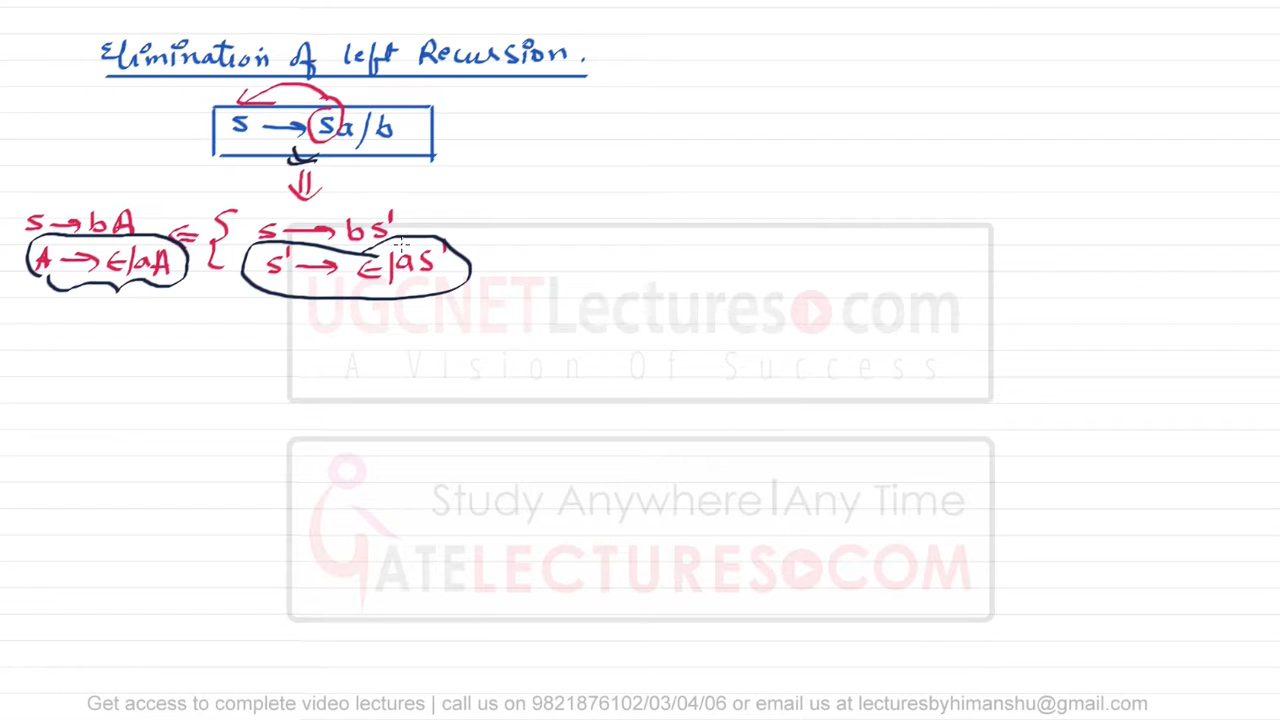 Elimination of left Recursion.
s → sa/b
⇓
s → bA ⇐ { s → bs'
A → ∈/aA s' → ∈|as'
UGCNETLectures.com
A Vision Of Success
Study Anywhere|Any Time
GATELECTURES.COM
Get access to complete video lectures | call us on 9821876102/03/04/06 or email us at lecturesbyhimanshu@gmail.com